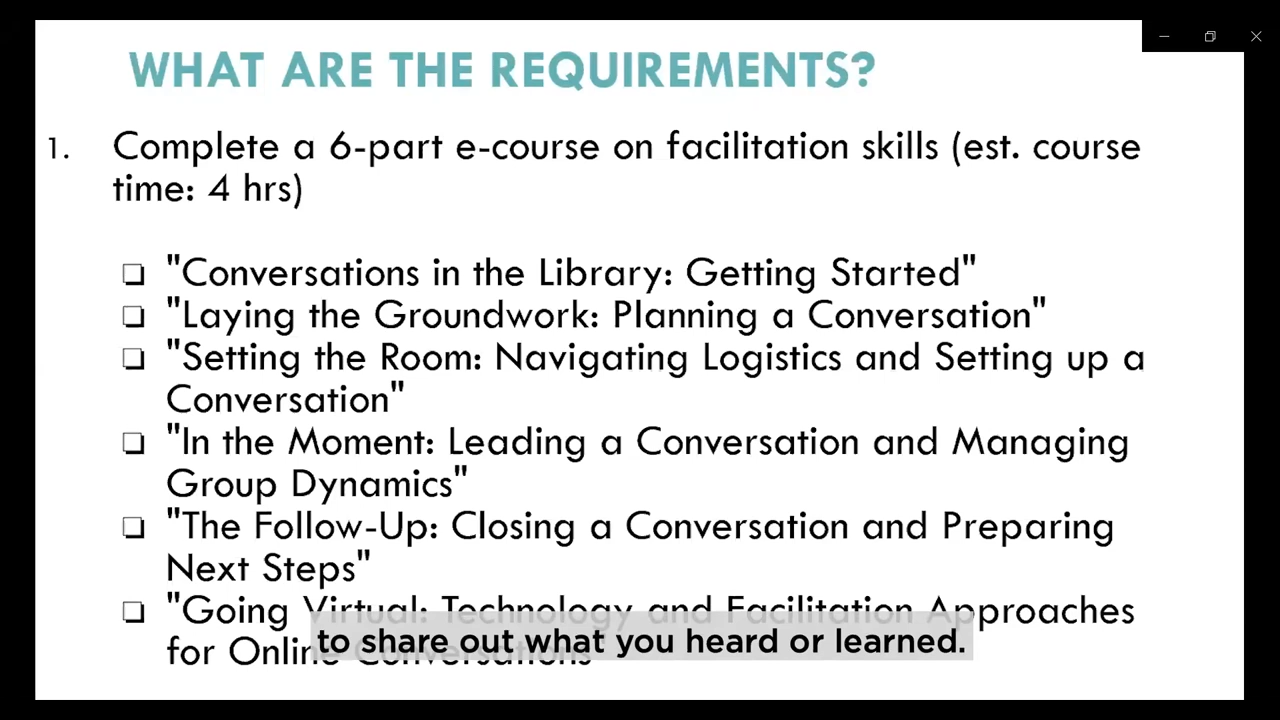 WHAT ARE THE REQUIREMENTS?
1. Complete a 6-part e-course on facilitation skills (est. course
time: 4 hrs)
"Conversations in the Library: Getting Started"
"Laying the Groundwork: Planning a Conversation"
"Setting the Room: Navigating Logistics and Setting up a
Conversation"
"In the Moment: Leading a Conversation and Managing
Group Dynamics"
"The Follow-Up: Closing a Conversation and Preparing
Next Steps"
"Going Virtual: Technology and Facilitation Approaches
for Online Conversations"
to share out what you heard or learned.